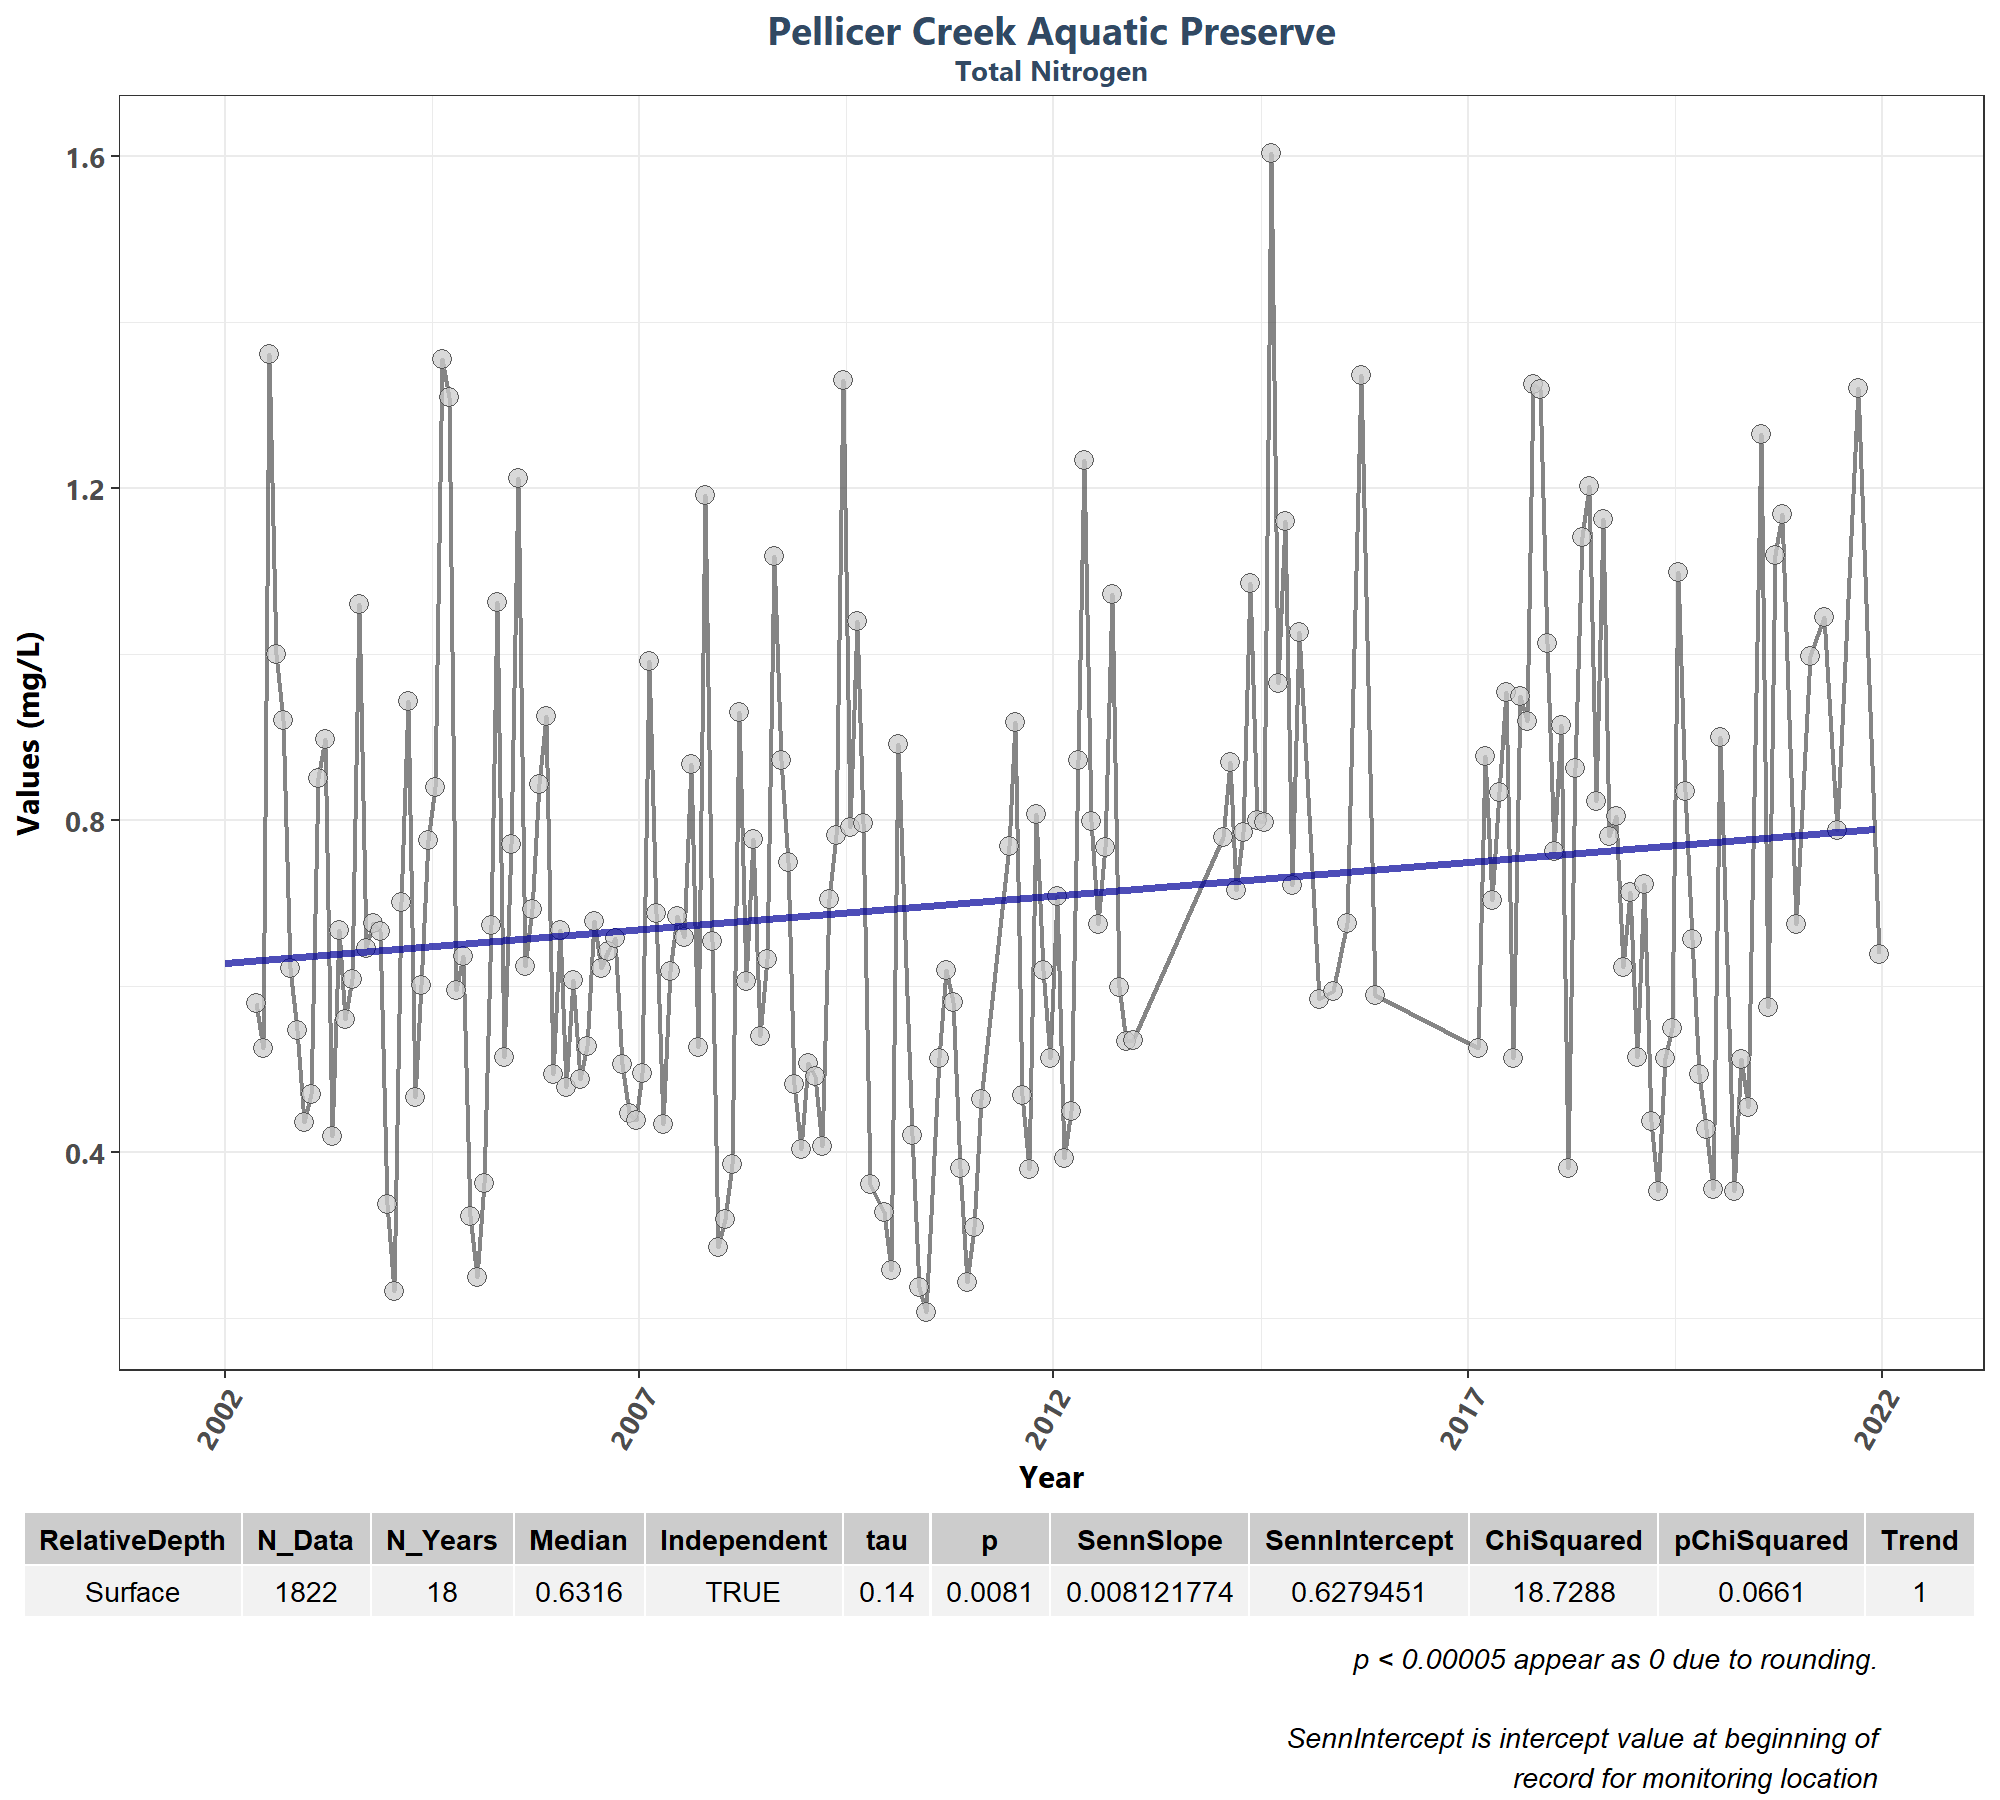 Pellicer Creek Aquatic Preserve
Total Nitrogen
Values (mg/L)
1.6
1.2
0.8
0.4
2002 2007 2012 2017 2022
Year
RelativeDepth N_Data N_Years Median Independent tau p SennSlope SennIntercept ChiSquared pChiSquared Trend
Surface 1822 18 0.6316 TRUE 0.14 0.0081 0.008121774 0.6279451 18.7288 0.0661 1
p < 0.00005 appear as 0 due to rounding.
SennIntercept is intercept value at beginning of
record for monitoring location